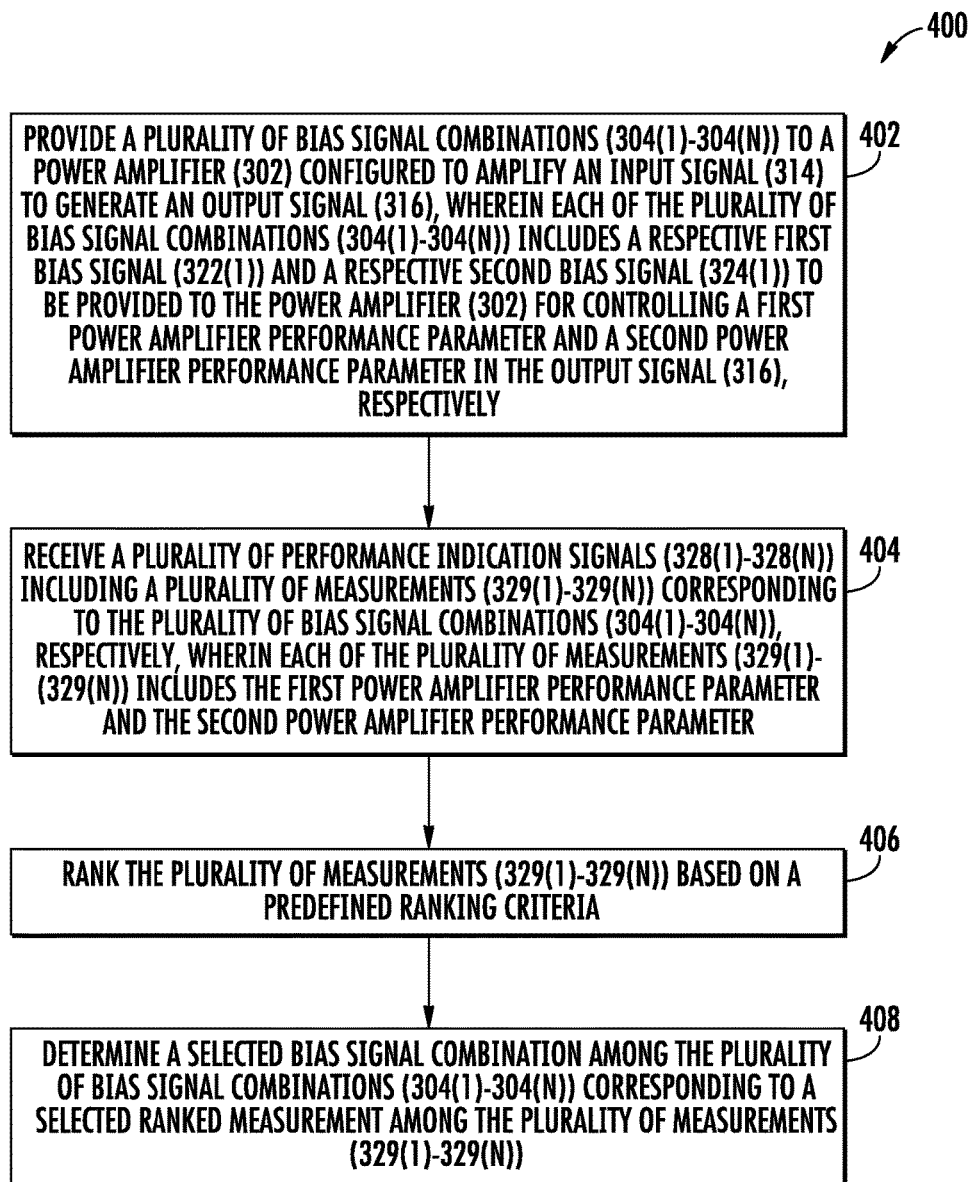 400
PROVIDE A PLURALITY OF BIAS SIGNAL COMBINATIONS (304(1)-304(N)) TO A
POWER AMPLIFIER (302) CONFIGURED TO AMPLIFY AN INPUT SIGNAL (314)
TO GENERATE AN OUTPUT SIGNAL (316), WHEREIN EACH OF THE PLURALITY OF
BIAS SIGNAL COMBINATIONS (304(1)-304(N)) INCLUDES A RESPECTIVE FIRST
BIAS SIGNAL (322(1)) AND A RESPECTIVE SECOND BIAS SIGNAL (324(1)) TO
BE PROVIDED TO THE POWER AMPLIFIER (302) FOR CONTROLLING A FIRST
POWER AMPLIFIER PERFORMANCE PARAMETER AND A SECOND POWER
AMPLIFIER PERFORMANCE PARAMETER IN THE OUTPUT SIGNAL (316),
RESPECTIVELY
402
RECEIVE A PLURALITY OF PERFORMANCE INDICATION SIGNALS (328(1)-328(N))
INCLUDING A PLURALITY OF MEASUREMENTS (329(1)-329(N)) CORRESPONDING
TO THE PLURALITY OF BIAS SIGNAL COMBINATIONS (304(1)-304(N)),
RESPECTIVELY, WHERIN EACH OF THE PLURALITY OF MEASUREMENTS (329(1)-
(329(N)) INCLUDES THE FIRST POWER AMPLIFIER PERFORMANCE PARAMETER
AND THE SECOND POWER AMPLIFIER PERFORMANCE PARAMETER
404
RANK THE PLURALITY OF MEASUREMENTS (329(1)-329(N)) BASED ON A
PREDEFINED RANKING CRITERIA
406
DETERMINE A SELECTED BIAS SIGNAL COMBINATION AMONG THE PLURALITY
OF BIAS SIGNAL COMBINATIONS (304(1)-304(N)) CORRESPONDING TO A
SELECTED RANKED MEASUREMENT AMONG THE PLURALITY OF MEASUREMENTS
(329(1)-329(N))
408